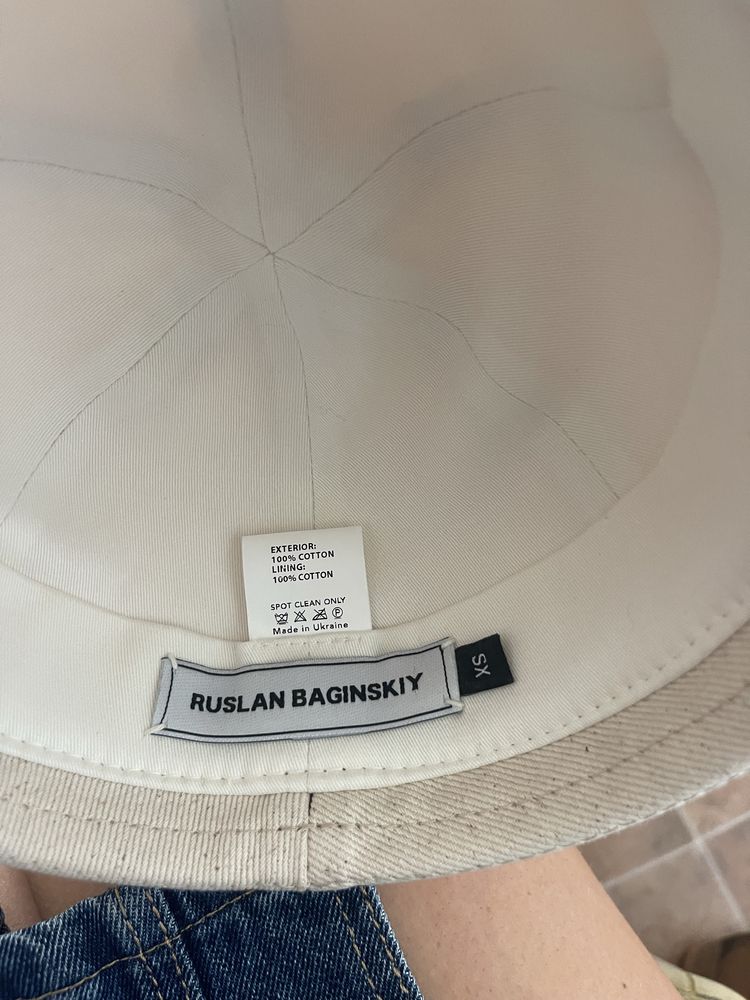 EXTERIOR:
100% COTTON
LINING:
100% COTTON
SPOT CLEAN ONLY
P
Made in Ukraine
RUSLAN BAGINSKIY
XS